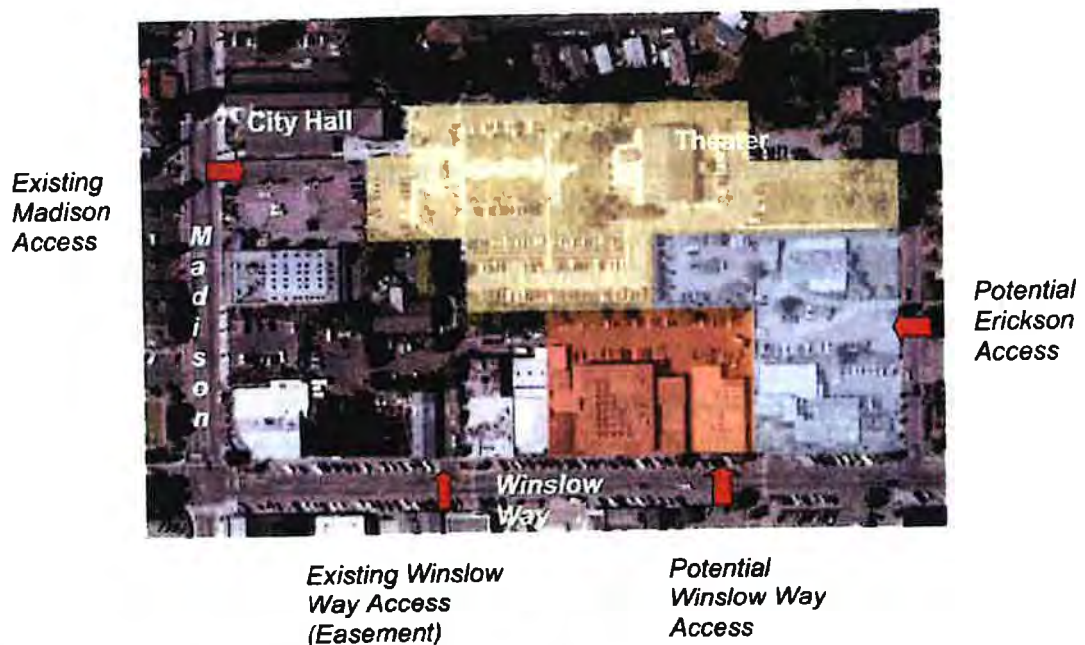 City Hall
Theater
Existing
Madison
Access
Madison
Potential
Erickson
Access
Winslow
Way
Existing Winslow
Way Access
(Easement)
Potential
Winslow Way
Access